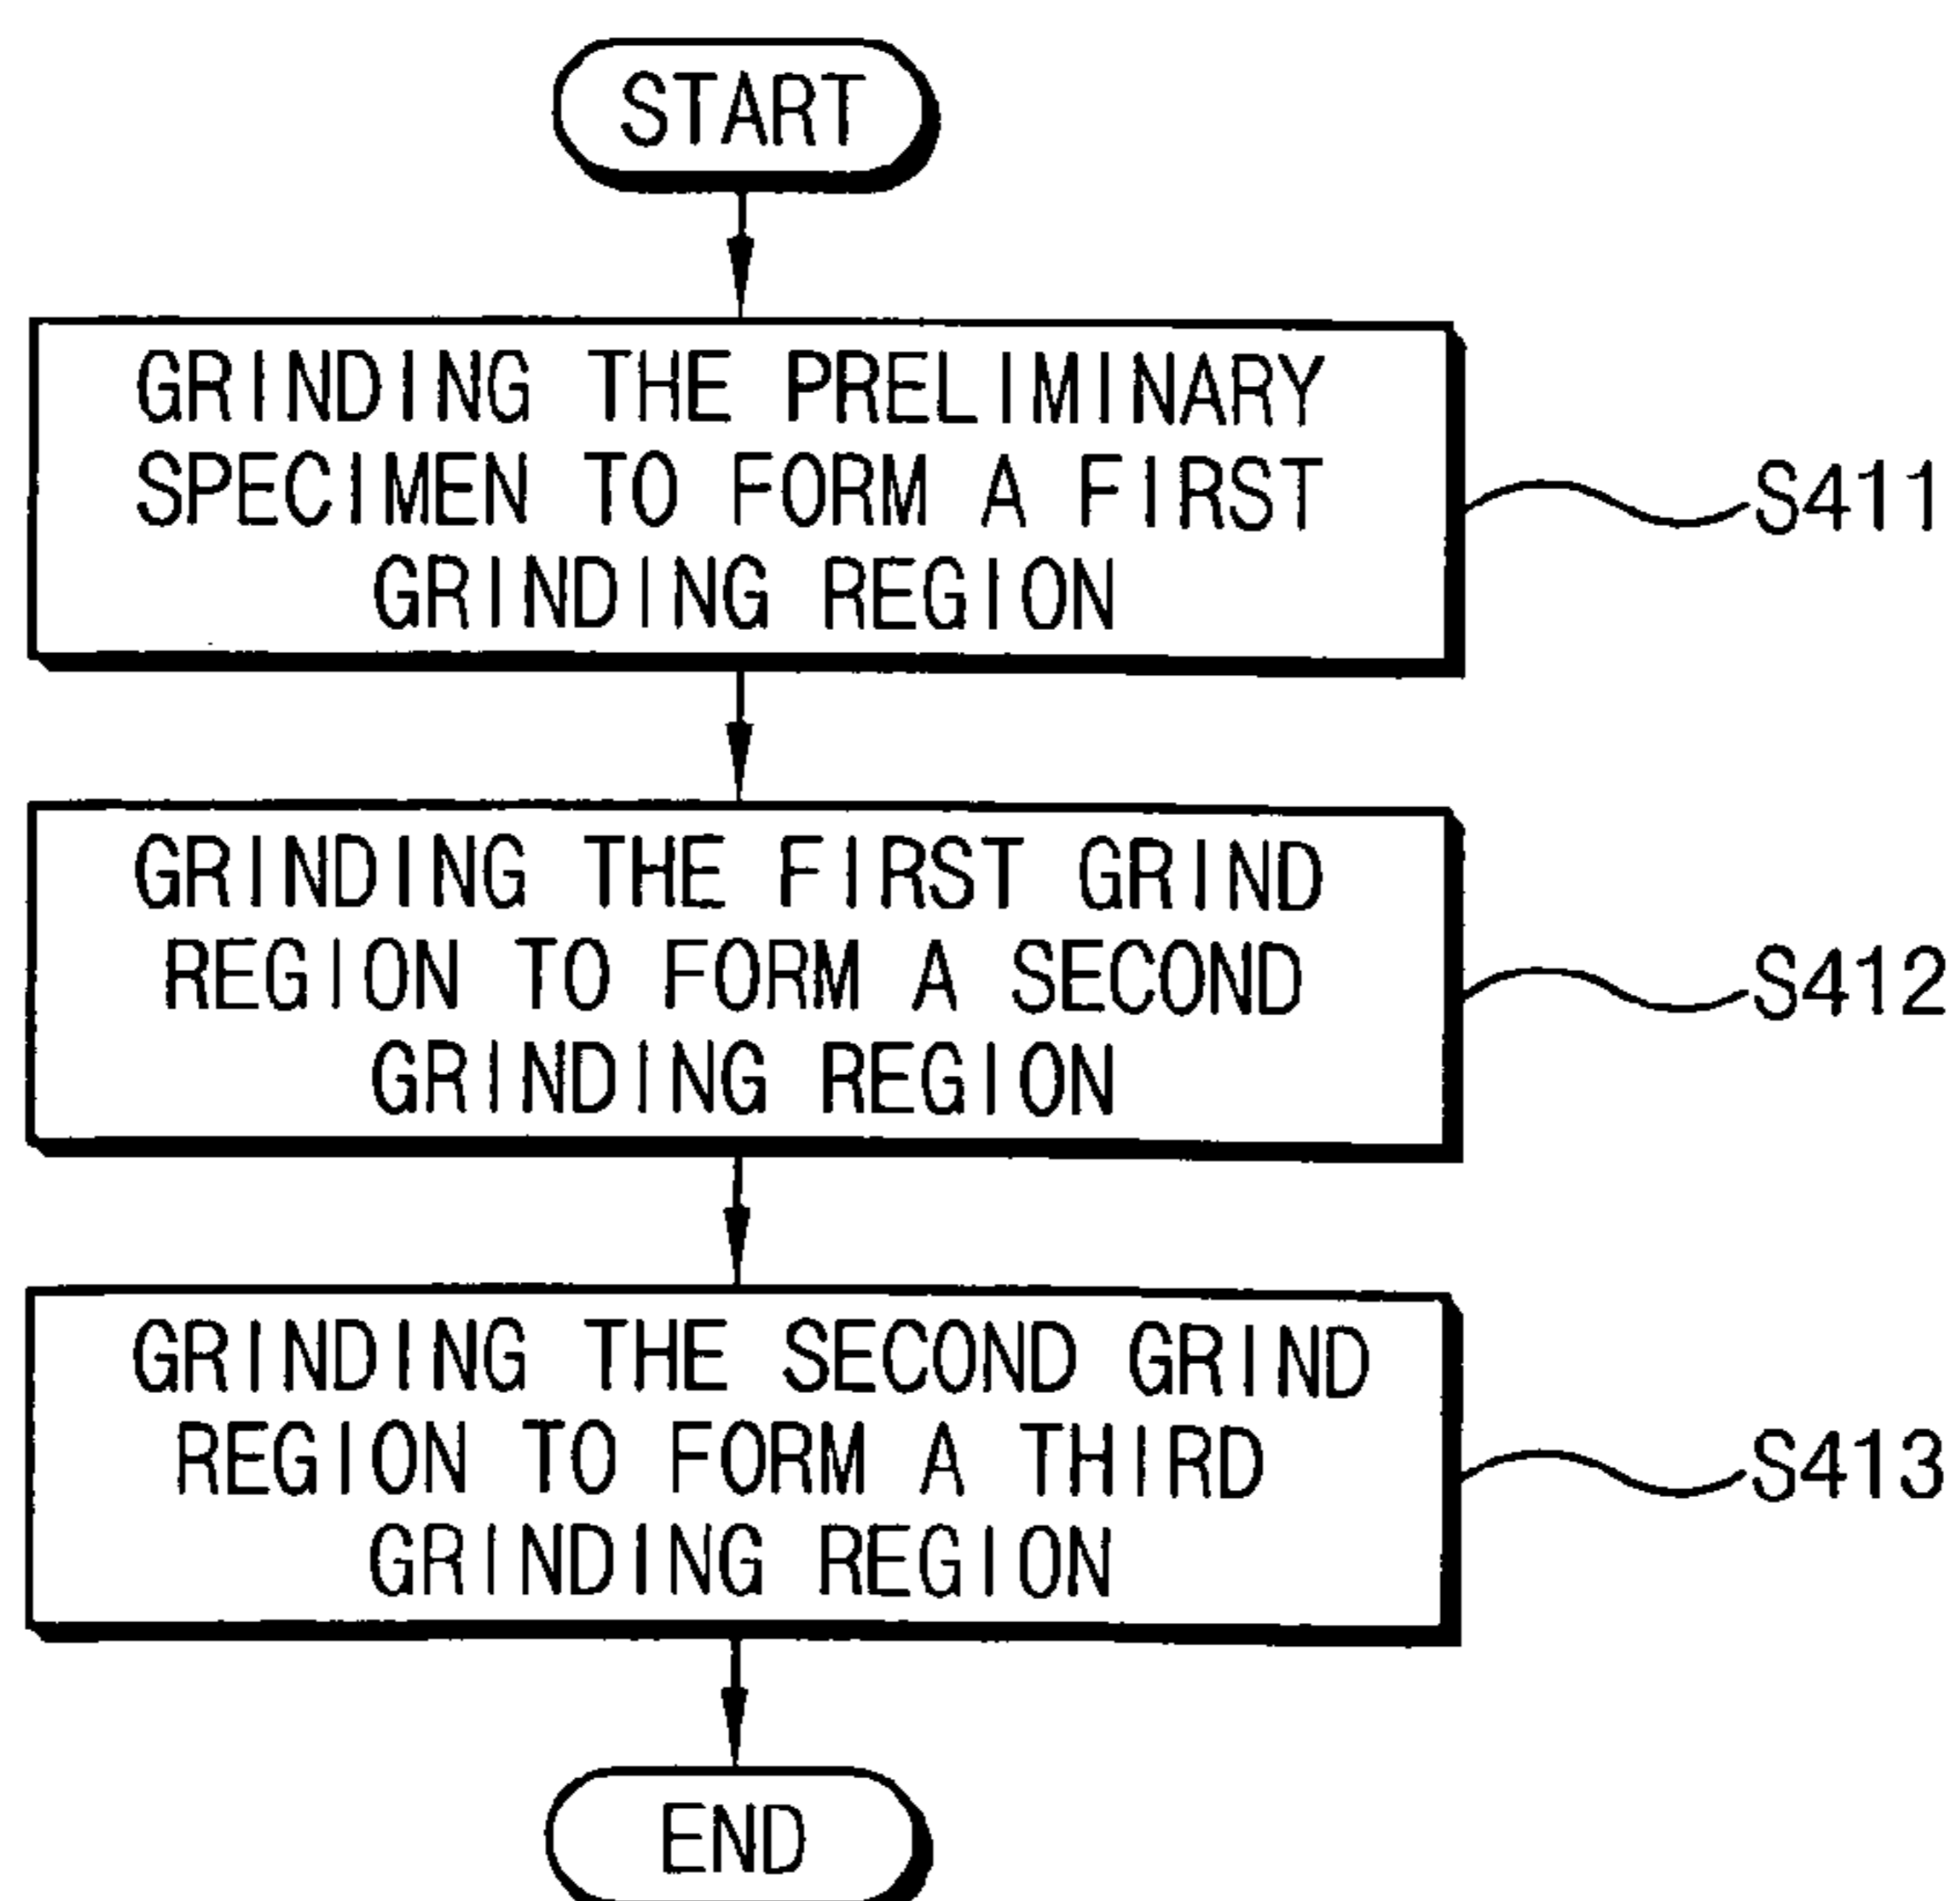 START
GRINDING THE PRELIMINARY
SPECIMEN TO FORM A FIRST
GRINDING REGION
S411
GRINDING THE FIRST GRIND
REGION TO FORM A SECOND
GRINDING REGION
S412
GRINDING THE SECOND GRIND
REGION TO FORM A THIRD
GRINDING REGION
S413
END